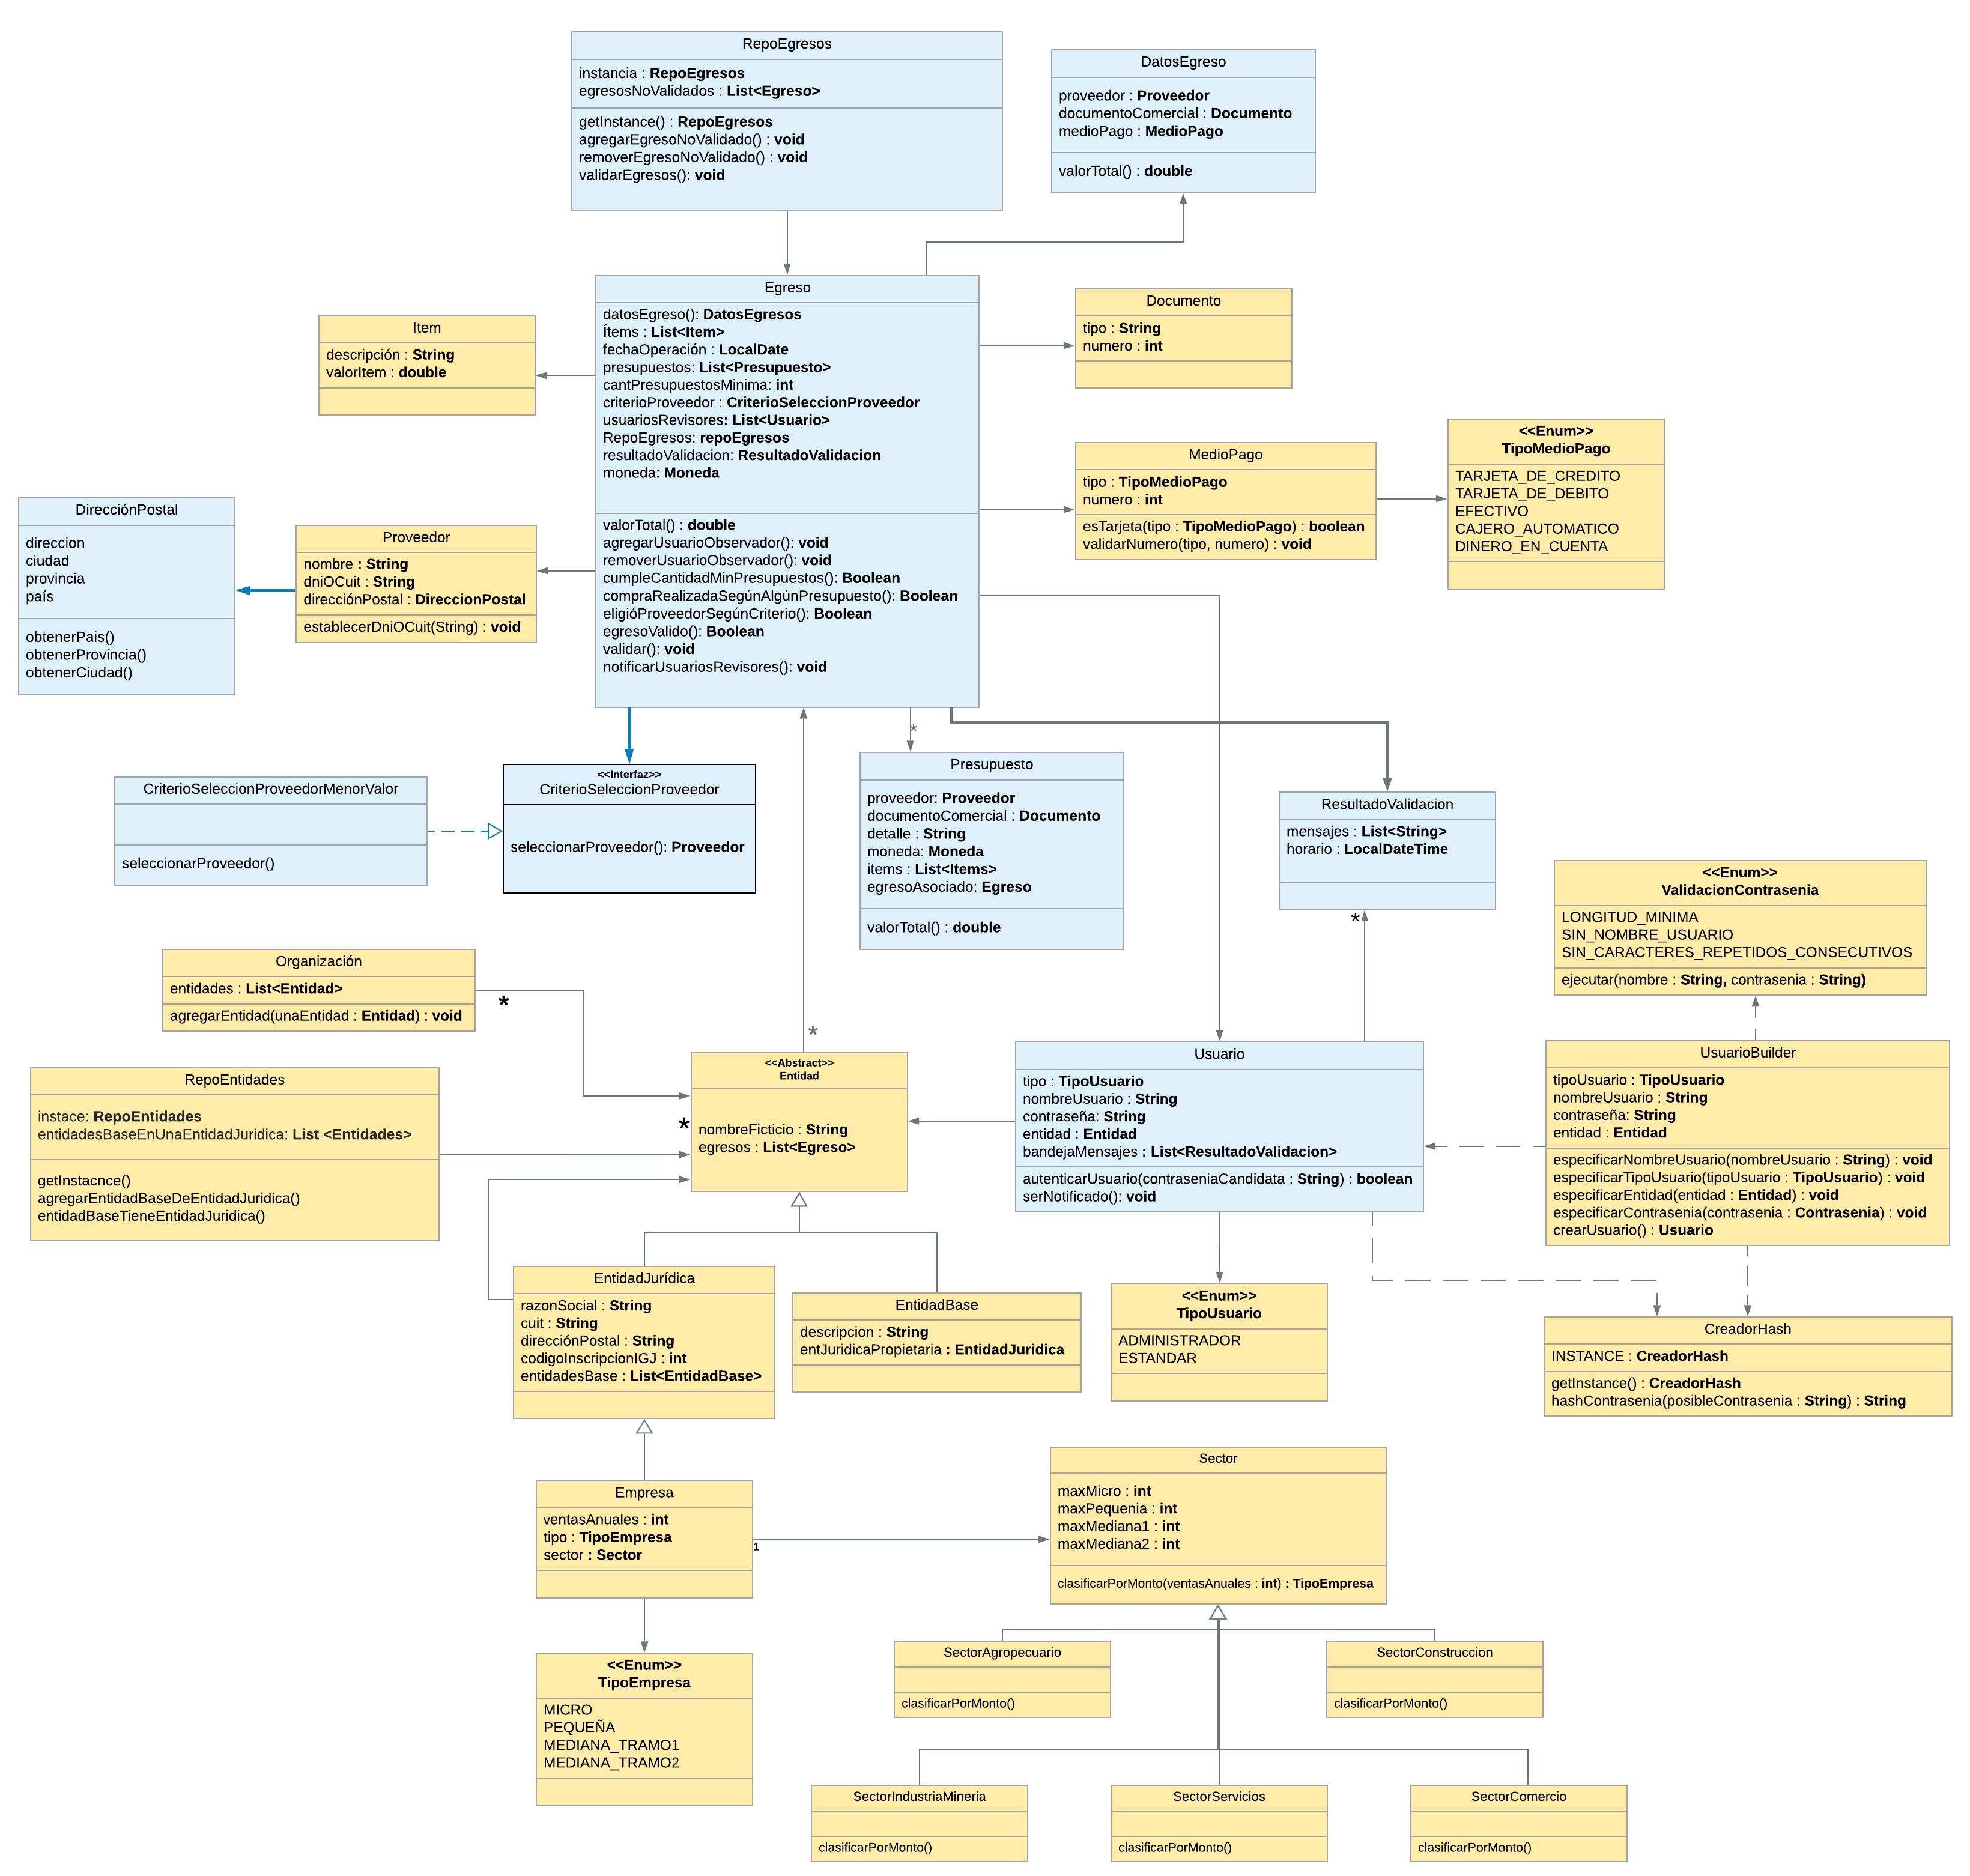 RepoEgresos
instancia : RepoEgresos
egresosNoValidados : List<Egreso>
getInstance() : RepoEgresos
agregarEgresoNoValidado() : void
removerEgresoNoValidado() : void
validarEgresos(): void
DatosEgreso
proveedor : Proveedor
documentoComercial : Documento
medioPago : MedioPago
valorTotal() : double
Egreso
datosEgreso(): DatosEgresos
Ítems : List<Item>
fechaOperación : LocalDate
presupuestos: List<Presupuesto>
cantPresupuestosMinima: int
criterioProveedor : CriterioSeleccionProveedor
usuariosRevisores: List<Usuario>
RepoEgresos: repoEgresos
resultadoValidacion: ResultadoValidacion
moneda: Moneda
valorTotal() : double
agregarUsuarioObservador(): void
removerUsuarioObservador(): void
cumpleCantidadMinPresupuestos(): Boolean
compraRealizadaSegúnAlgúnPresupuesto(): Boolean
eligióProveedorSegúnCriterio(): Boolean
egresoValido(): Boolean
validar(): void
notificarUsuariosRevisores(): void
Item
descripción : String
valorItem : double
Documento
tipo : String
numero : int
MedioPago
tipo : TipoMedioPago
numero : int
esTarjeta(tipo : TipoMedioPago) : boolean
validarNumero(tipo, numero) : void
<<Enum>>
TipoMedioPago
TARJETA_DE_CREDITO
TARJETA_DE_DEBITO
EFECTIVO
CAJERO_AUTOMATICO
DINERO_EN_CUENTA
DirecciónPostal
direccion
ciudad
provincia
país
obtenerPais()
obtenerProvincia()
obtenerCiudad()
Proveedor
nombre : String
dniOCuit : String
direcciónPostal : DireccionPostal
establecerDniOCuit(String) : void
*
CriterioSeleccionProveedorMenorValor
seleccionarProveedor()
<<Interfaz>>
CriterioSeleccionProveedor
seleccionarProveedor(): Proveedor
Presupuesto
proveedor: Proveedor
documentoComercial : Documento
detalle : String
moneda: Moneda
items : List<Items>
egresoAsociado: Egreso
valorTotal() : double
ResultadoValidacion
mensajes : List<String>
horario : LocalDateTime
*
<<Enum>>
ValidacionContrasenia
LONGITUD_MINIMA
SIN_NOMBRE_USUARIO
SIN_CARACTERES_REPETIDOS_CONSECUTIVOS
ejecutar(nombre : String, contrasenia : String)
Organización
entidades : List<Entidad>
agregarEntidad(unaEntidad : Entidad) : void
*
*
RepoEntidades
instace: RepoEntidades
entidadesBaseEnUnaEntidadJuridica: List <Entidades>
getInstacnce()
agregarEntidadBaseDeEntidadJuridica()
entidadBaseTieneEntidadJuridica()
*
<<Abstract>>
Entidad
nombreFicticio : String
egresos : List<Egreso>
Usuario
tipo : TipoUsuario
nombreUsuario : String
contraseña: String
entidad : Entidad
bandejaMensajes : List<ResultadoValidacion>
autenticarUsuario(contraseniaCandidata : String) : boolean
serNotificado(): void
UsuarioBuilder
tipoUsuario : TipoUsuario
nombreUsuario : String
contraseña: String
entidad : Entidad
especificarNombreUsuario(nombreUsuario : String) : void
especificarTipoUsuario(tipoUsuario : TipoUsuario) : void
especificarEntidad(entidad : Entidad) : void
especificarContrasenia(contrasenia : Contrasenia) : void
crearUsuario() : Usuario
EntidadJurídica
razonSocial : String
cuit : String
direcciónPostal : String
codigoInscripcionIGJ : int
entidadesBase : List<EntidadBase>
EntidadBase
descripcion : String
entJuridicaPropietaria : EntidadJuridica
<<Enum>>
TipoUsuario
ADMINISTRADOR
ESTANDAR
CreadorHash
INSTANCE : CreadorHash
getInstance() : CreadorHash
hashContrasenia(posibleContrasenia : String) : String
Empresa
ventasAnuales : int
tipo : TipoEmpresa
sector : Sector
1
Sector
maxMicro : int
maxPequenia : int
maxMediana1 : int
maxMediana2 : int
clasificarPorMonto(ventasAnuales : int) : TipoEmpresa
<<Enum>>
TipoEmpresa
MICRO
PEQUEÑA
MEDIANA_TRAMO1
MEDIANA_TRAMO2
SectorAgropecuario
clasificarPorMonto()
SectorConstruccion
clasificarPorMonto()
SectorIndustriaMineria
clasificarPorMonto()
SectorServicios
clasificarPorMonto()
SectorComercio
clasificarPorMonto()